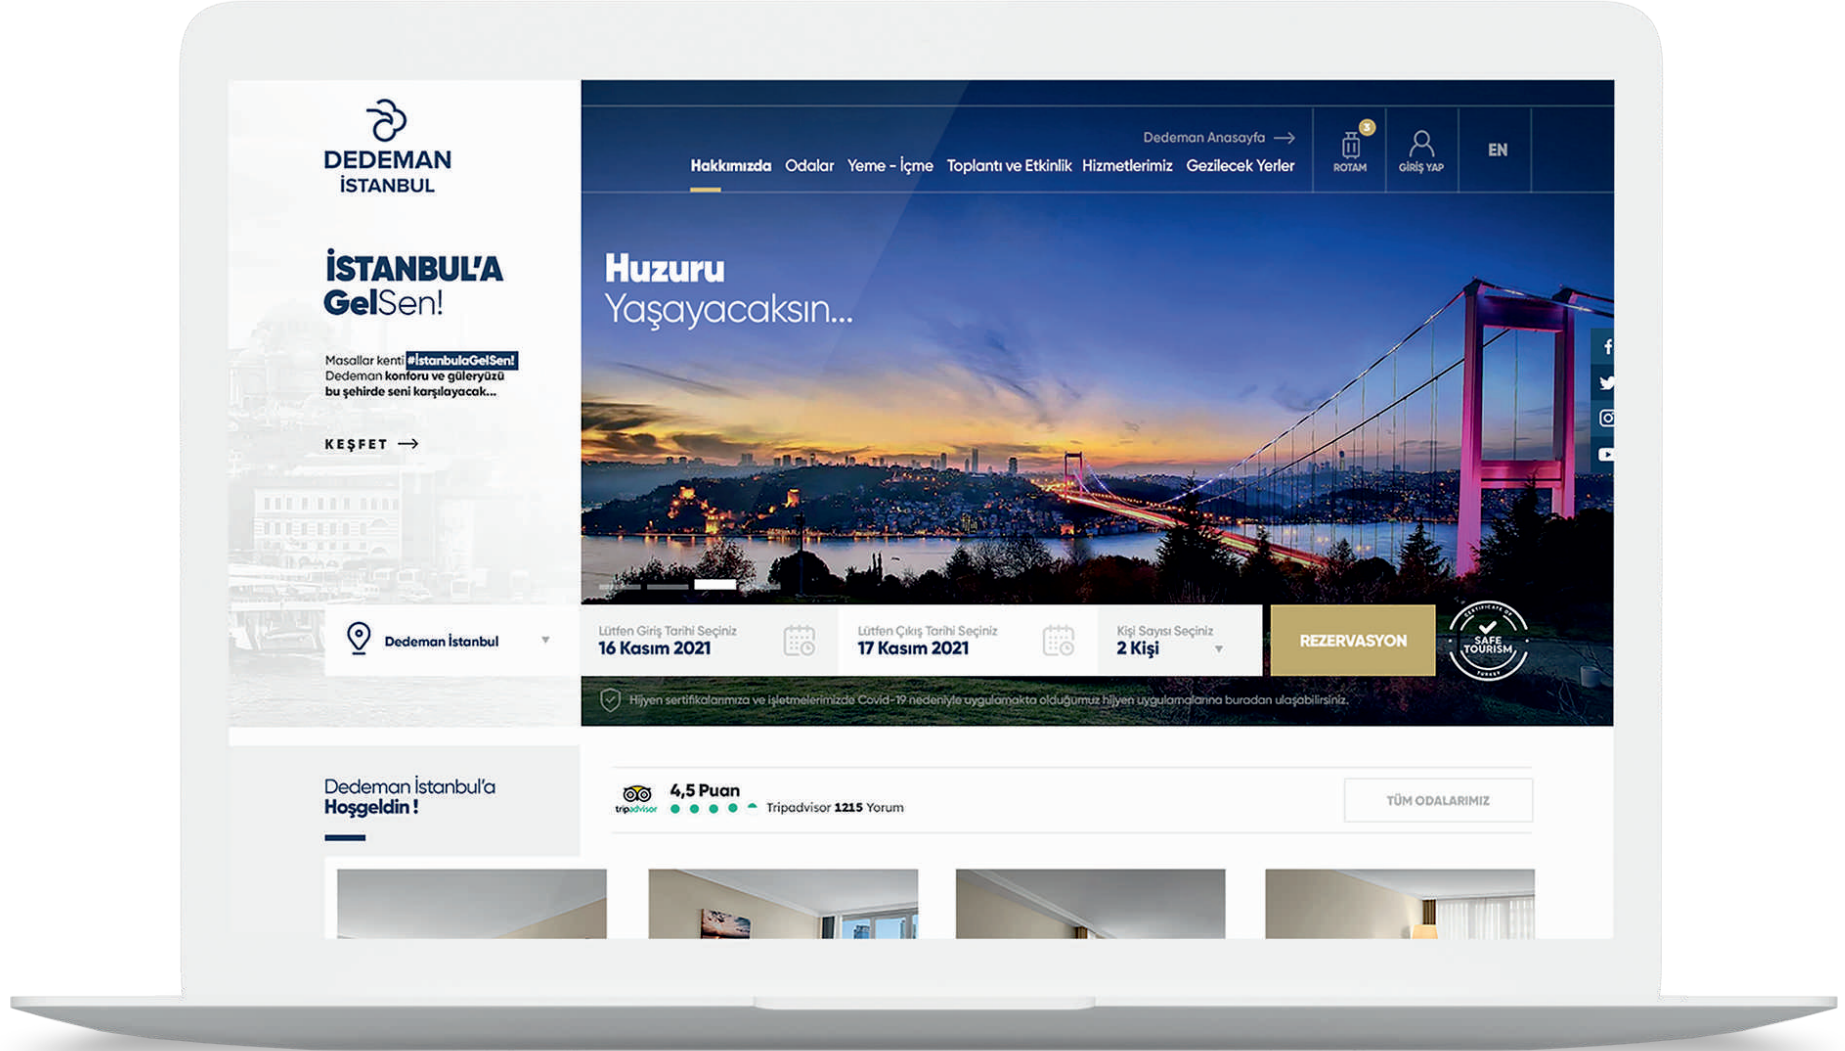 DEDEMAN
İSTANBUL
İSTANBUL'A
GelSen!
Masallar kenti #İstanbulaGelSen!
Dedeman konforu ve güleryüzü
bu şehirde seni karşılayacak...
KEŞFET
Dedeman Anasayfa
Hakkımızda Odalar Yeme - İçme Toplantı ve Etkinlik Hizmetlerimiz Gezilecek Yerler
3
ROTAM
GİRİŞ YAP
EN
Huzuru
Yaşayacaksın...
Dedeman İstanbul
Lütfen Giriş Tarihi Seçiniz
16 Kasım 2021
Lütfen Çıkış Tarihi Seçiniz
17 Kasım 2021
Kişi Sayısı Seçiniz
2 Kişi
REZERVASYON
CERTIFICATE OF
SAFE
TOURISM
TURKEY
Hijyen sertifikalarımıza ve işletmelerimizde Covid-19 nedeniyle uygulamakta olduğumuz hijyen uygulamalarına buradan ulaşabilirsiniz.
Dedeman İstanbul'a
Hoşgeldin !
tripadvisor
4,5 Puan
Tripadvisor 1215 Yorum
TÜM ODALARIMIZ